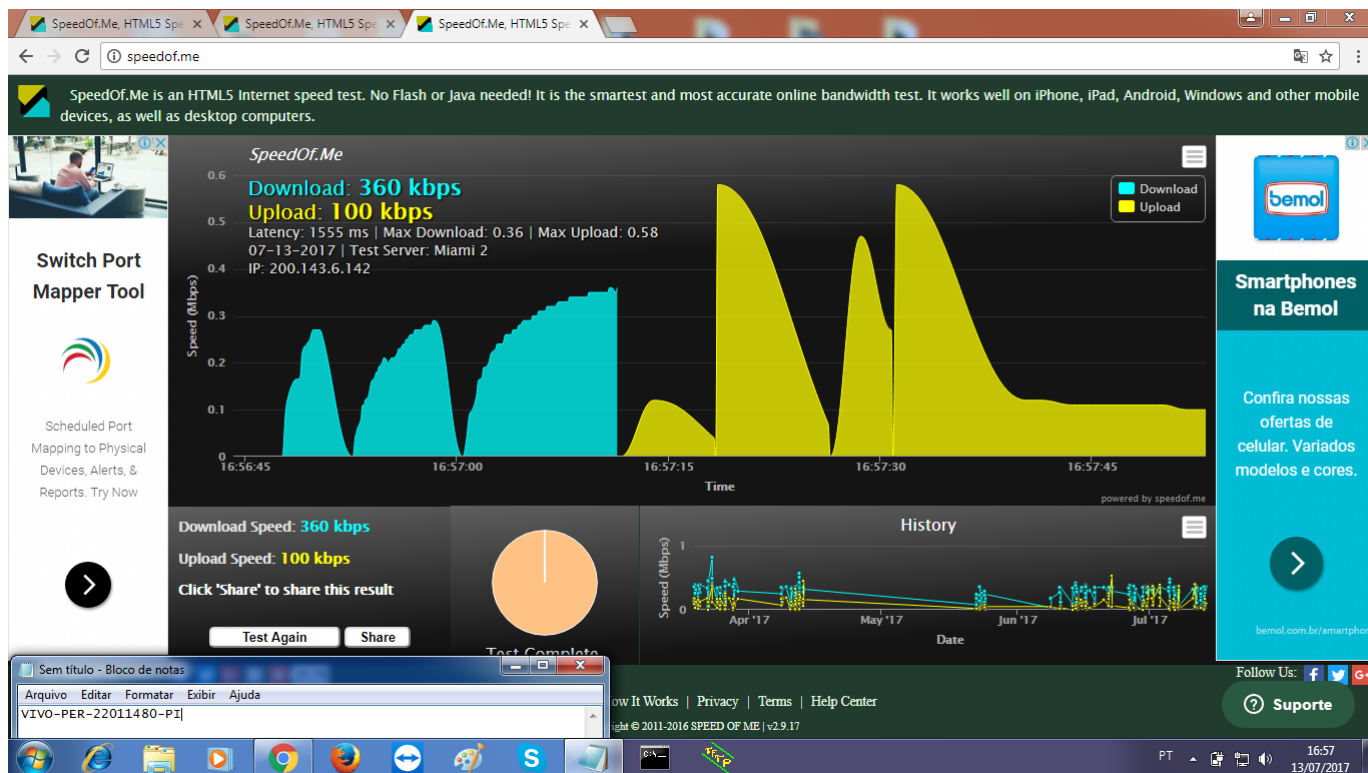 SpeedOf.Me, HTML5 Spe
SpeedOf.Me, HTML5 Spe
SpeedOf.Me, HTML5 Spe
speedof.me
SpeedOf.Me is an HTML5 Internet speed test. No Flash or Java needed! It is the smartest and most accurate online bandwidth test. It works well on iPhone, iPad, Android, Windows and other mobile
devices, as well as desktop computers.
Switch Port
Mapper Tool
Scheduled Port
Mapping to Physical
Devices, Alerts, &
Reports. Try Now
SpeedOf.Me
Download: 360 kbps
Upload: 100 kbps
Latency: 1555 ms | Max Download: 0.36 | Max Upload: 0.58
07-13-2017 | Test Server: Miami 2
IP: 200.143.6.142
Download
Upload
Speed (Mbps)
0.6
0.5
0.4
0.3
0.2
0.1
0
16:56:45
16:57:00
16:57:15
16:57:30
16:57:45
Time
powered by speedof.me
bemol
Smartphones
na Bemol
Confira nossas
ofertas de
celular. Variados
modelos e cores.
bemol.com.br/smartphon
Download Speed: 360 kbps
Upload Speed: 100 kbps
Click 'Share' to share this result
Test Again
Share
Test Complete
History
Speed (Mbps)
1
0
Apr '17
May '17
Jun '17
Jul '17
Date
Follow Us:
ow It Works | Privacy | Terms | Help Center
ight © 2011-2016 SPEED OF ME | v2.9.17
Suporte
Sem título - Bloco de notas
Arquivo Editar Formatar Exibir Ajuda
VIVO-PER-22011480-PI
C:\
TFTP
PT
16:57
13/07/2017